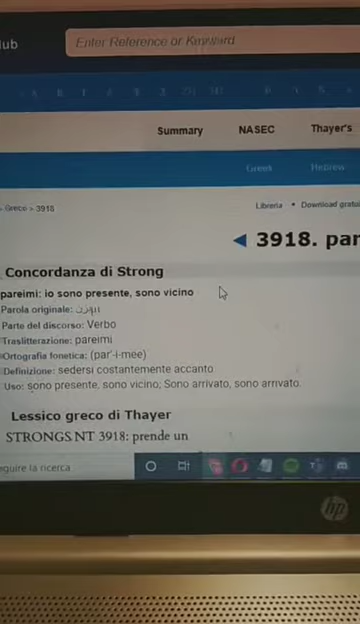 lub
Enter Reference or Keyword
Summary NASEC Thayer's
Greek Hebrew
> Greco > 3918
Libreria • Download gratui
◄ 3918. par
Concordanza di Strong
pareimi: io sono presente, sono vicino
Parola originale:
Parte del discorso: Verbo
Traslitterazione: pareimi
Ortografia fonetica: (par'-i-mee)
Definizione: sedersi costantemente accanto
Uso: sono presente, sono vicino; Sono arrivato, sono arrivato.
Lessico greco di Thayer
STRONGS NT 3918: prende un
eguire la ricerca
hp